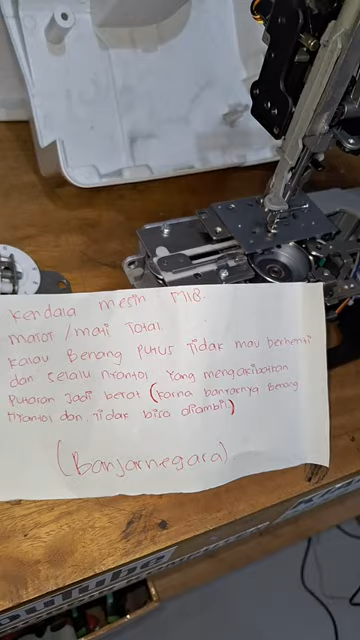 Kendala mesin M18.
Matot / mati Total.
Kalau Benang Putus Tidak mau berhenti
dan selalu nyantol Yang mengakibatkan
Putaran Jadi berat (Karna banyaknya Benang
nyantol dan Tidak bisa diambil)
(Banjarnegara)